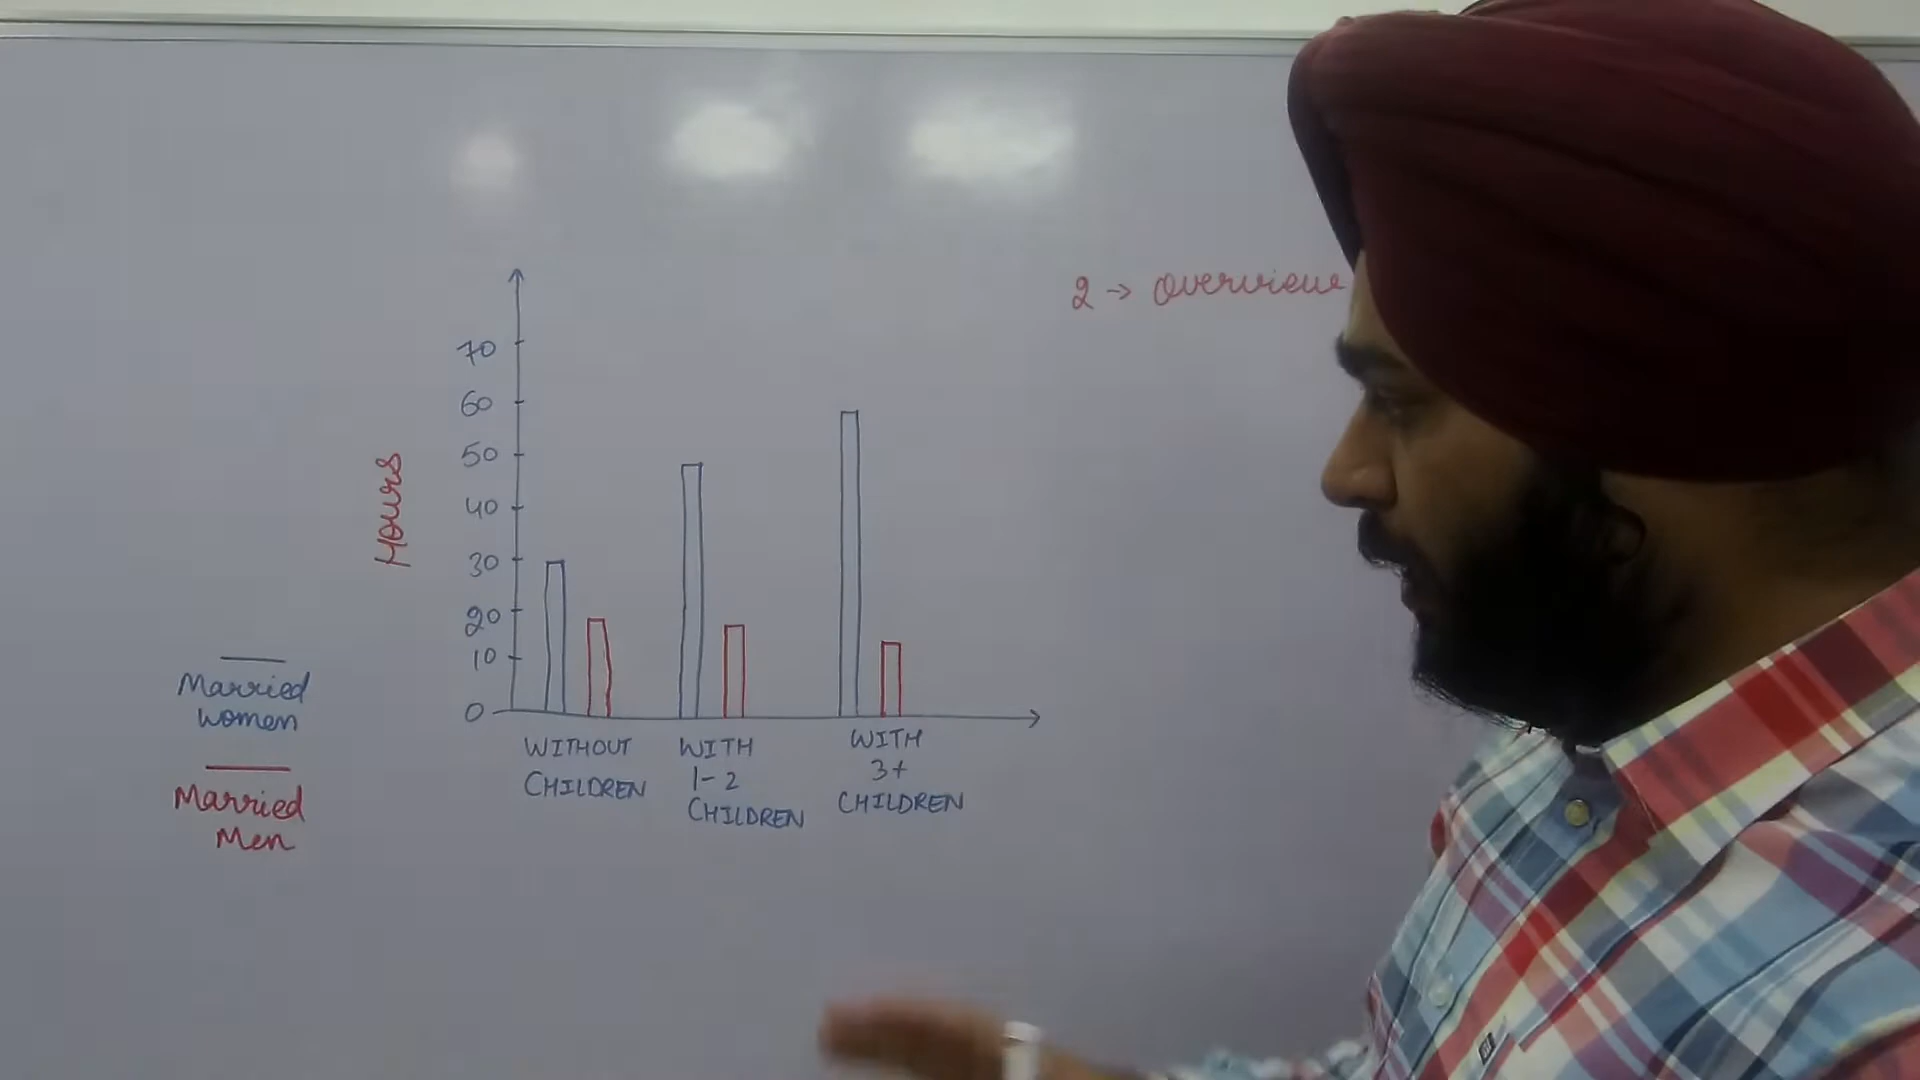 2 → Overview
70
60
50
40
30
20
10
0
Hours
Married
Women
Married
Men
WITHOUT
CHILDREN
WITH
1-2
CHILDREN
WITH
3+
CHILDREN